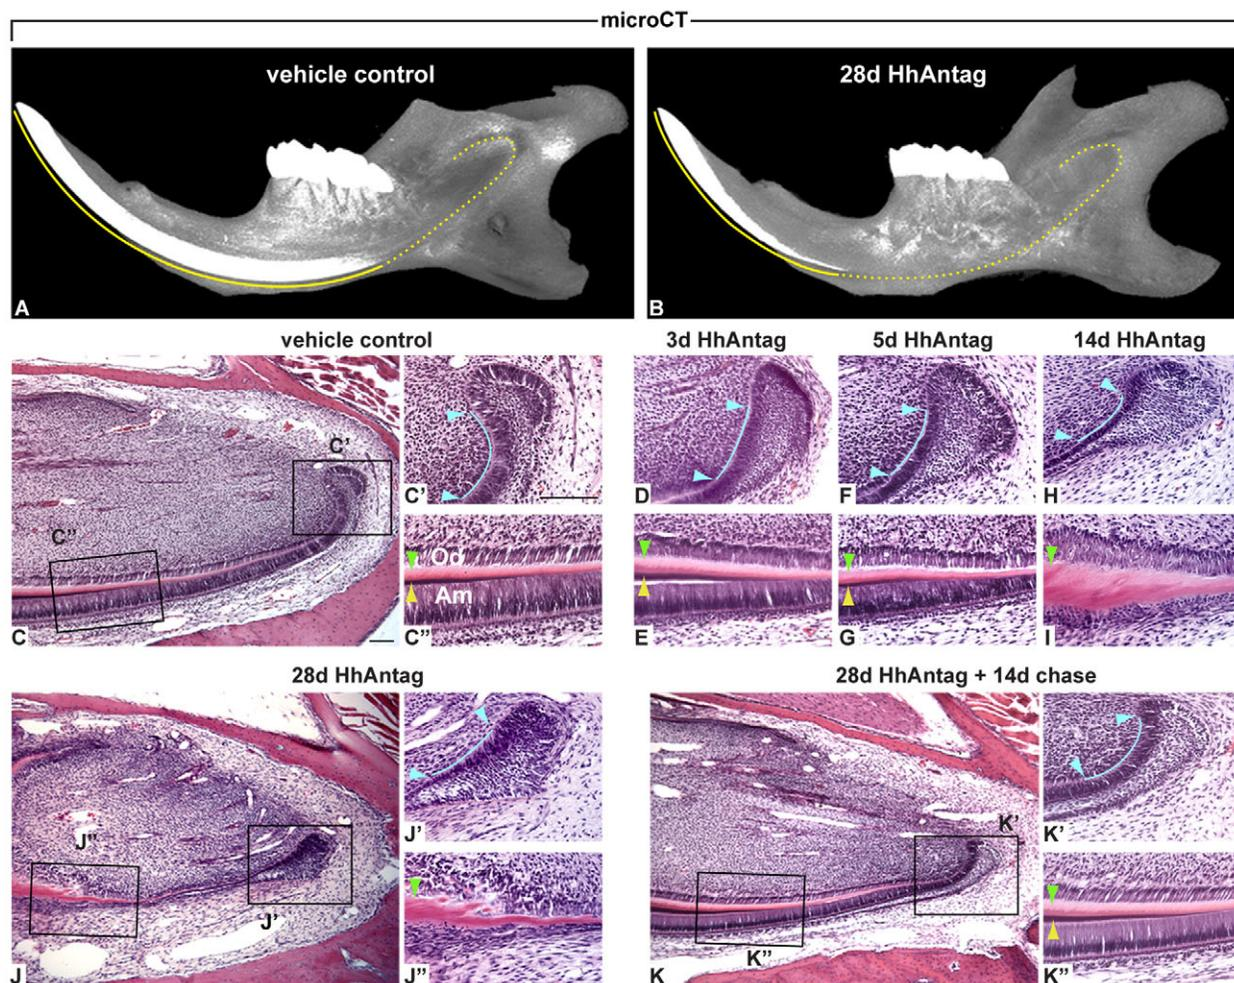 microCT
vehicle control
28d HhAntag
A
B
vehicle control
3d HhAntag
5d HhAntag
14d HhAntag
C’
C’’
C
C’
Od
Am
C’’
D
F
H
E
G
I
28d HhAntag
28d HhAntag + 14d chase
J’’
J’
J
J’
J’’
K’
K’’
K
K’
K’’